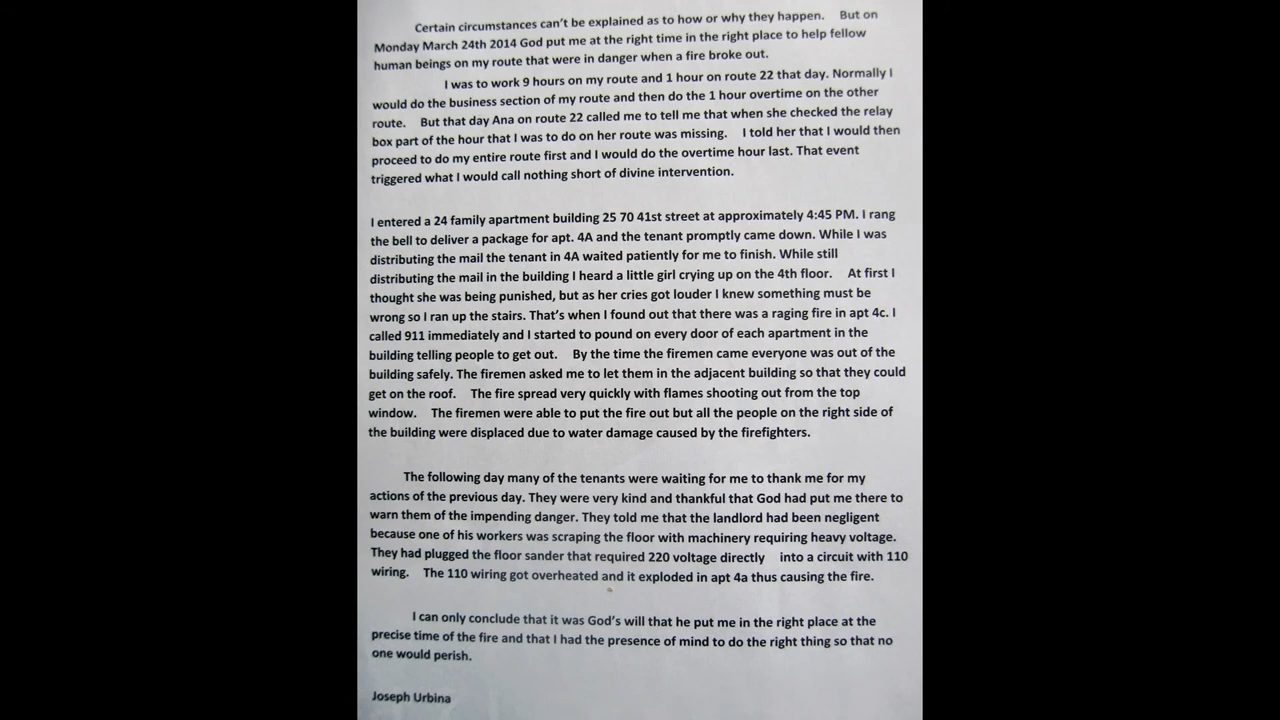 Certain circumstances can't be explained as to how or why they happen. But on
Monday March 24th 2014 God put me at the right time in the right place to help fellow
human beings on my route that were in danger when a fire broke out.
I was to work 9 hours on my route and 1 hour on route 22 that day. Normally I
would do the business section of my route and then do the 1 hour overtime on the other
route. But that day Ana on route 22 called me to tell me that when she checked the relay
box part of the hour that I was to do on her route was missing. I told her that I would then
proceed to do my entire route first and I would do the overtime hour last. That event
triggered what I would call nothing short of divine intervention.
I entered a 24 family apartment building 25 70 41st street at approximately 4:45 PM. I rang
the bell to deliver a package for apt. 4A and the tenant promptly came down. While I was
distributing the mail the tenant in 4A waited patiently for me to finish. While still
distributing the mail in the building I heard a little girl crying up on the 4th floor. At first I
thought she was being punished, but as her cries got louder I knew something must be
wrong so I ran up the stairs. That's when I found out that there was a raging fire in apt 4c. I
called 911 immediately and I started to pound on every door of each apartment in the
building telling people to get out. By the time the firemen came everyone was out of the
building safely. The firemen asked me to let them in the adjacent building so that they could
get on the roof. The fire spread very quickly with flames shooting out from the top
window. The firemen were able to put the fire out but all the people on the right side of
the building were displaced due to water damage caused by the firefighters.
The following day many of the tenants were waiting for me to thank me for my
actions of the previous day. They were very kind and thankful that God had put me there to
warn them of the impending danger. They told me that the landlord had been negligent
because one of his workers was scraping the floor with machinery requiring heavy voltage.
They had plugged the floor sander that required 220 voltage directly into a circuit with 110
wiring. The 110 wiring got overheated and it exploded in apt 4a thus causing the fire.
I can only conclude that it was God's will that he put me in the right place at the
precise time of the fire and that I had the presence of mind to do the right thing so that no
one would perish.
Joseph Urbina